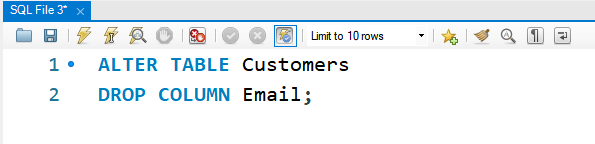 SQL File 3*
Limit to 10 rows
1 ALTER TABLE Customers
2 DROP COLUMN Email;